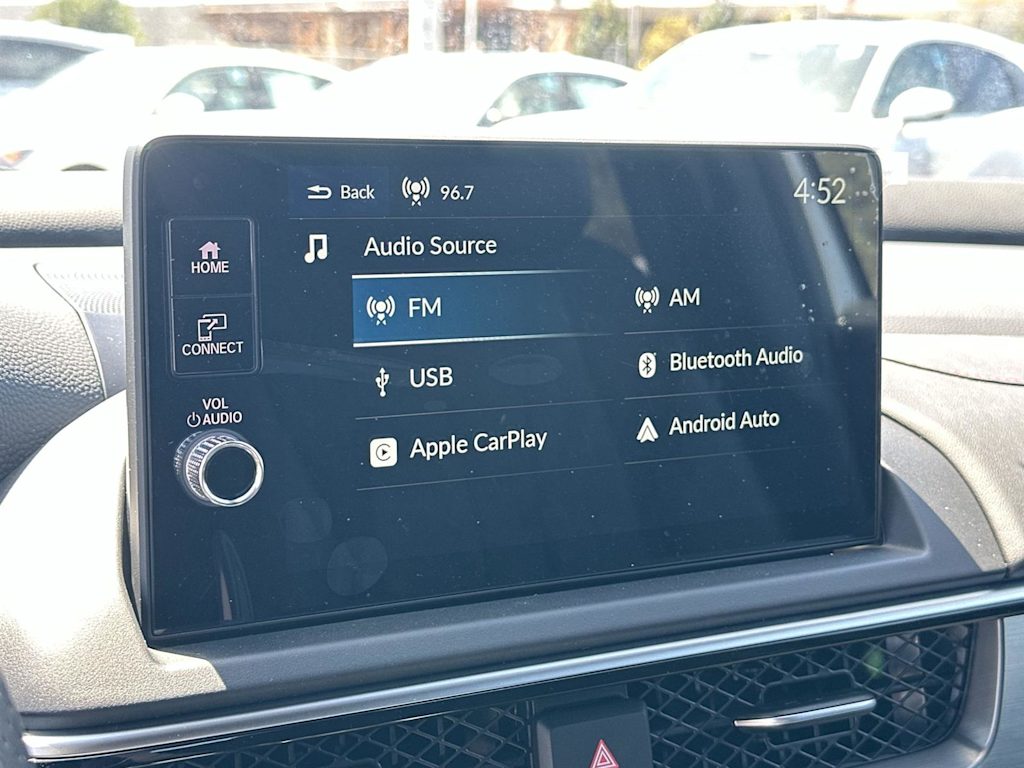 Back 96.7 4:52
HOME
Audio Source
FM AM
CONNECT
USB Bluetooth Audio
VOL
AUDIO
Apple CarPlay Android Auto